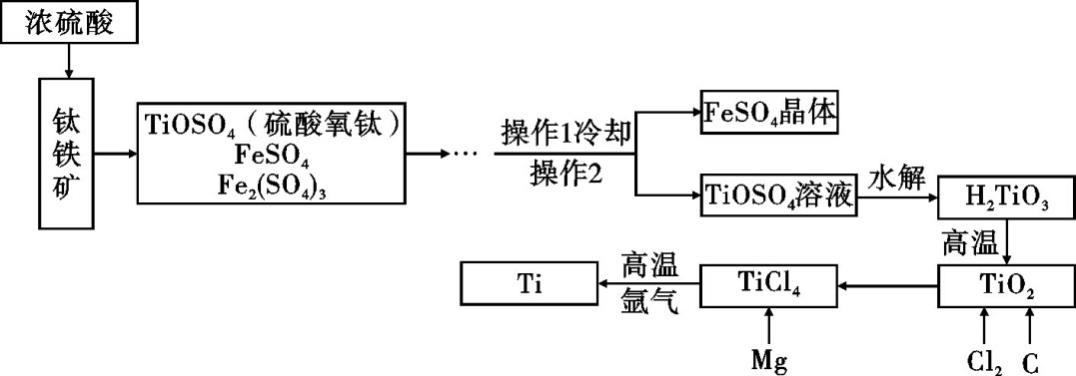 浓硫酸
钛铁矿
TiOSO₄（硫酸氧钛）
FeSO₄
Fe₂(SO₄)₃
…
操作1冷却
操作2
FeSO₄晶体
TiOSO₄溶液
水解
H₂TiO₃
高温
TiO₂
Cl₂ C
TiCl₄
Mg
高温
氩气
Ti